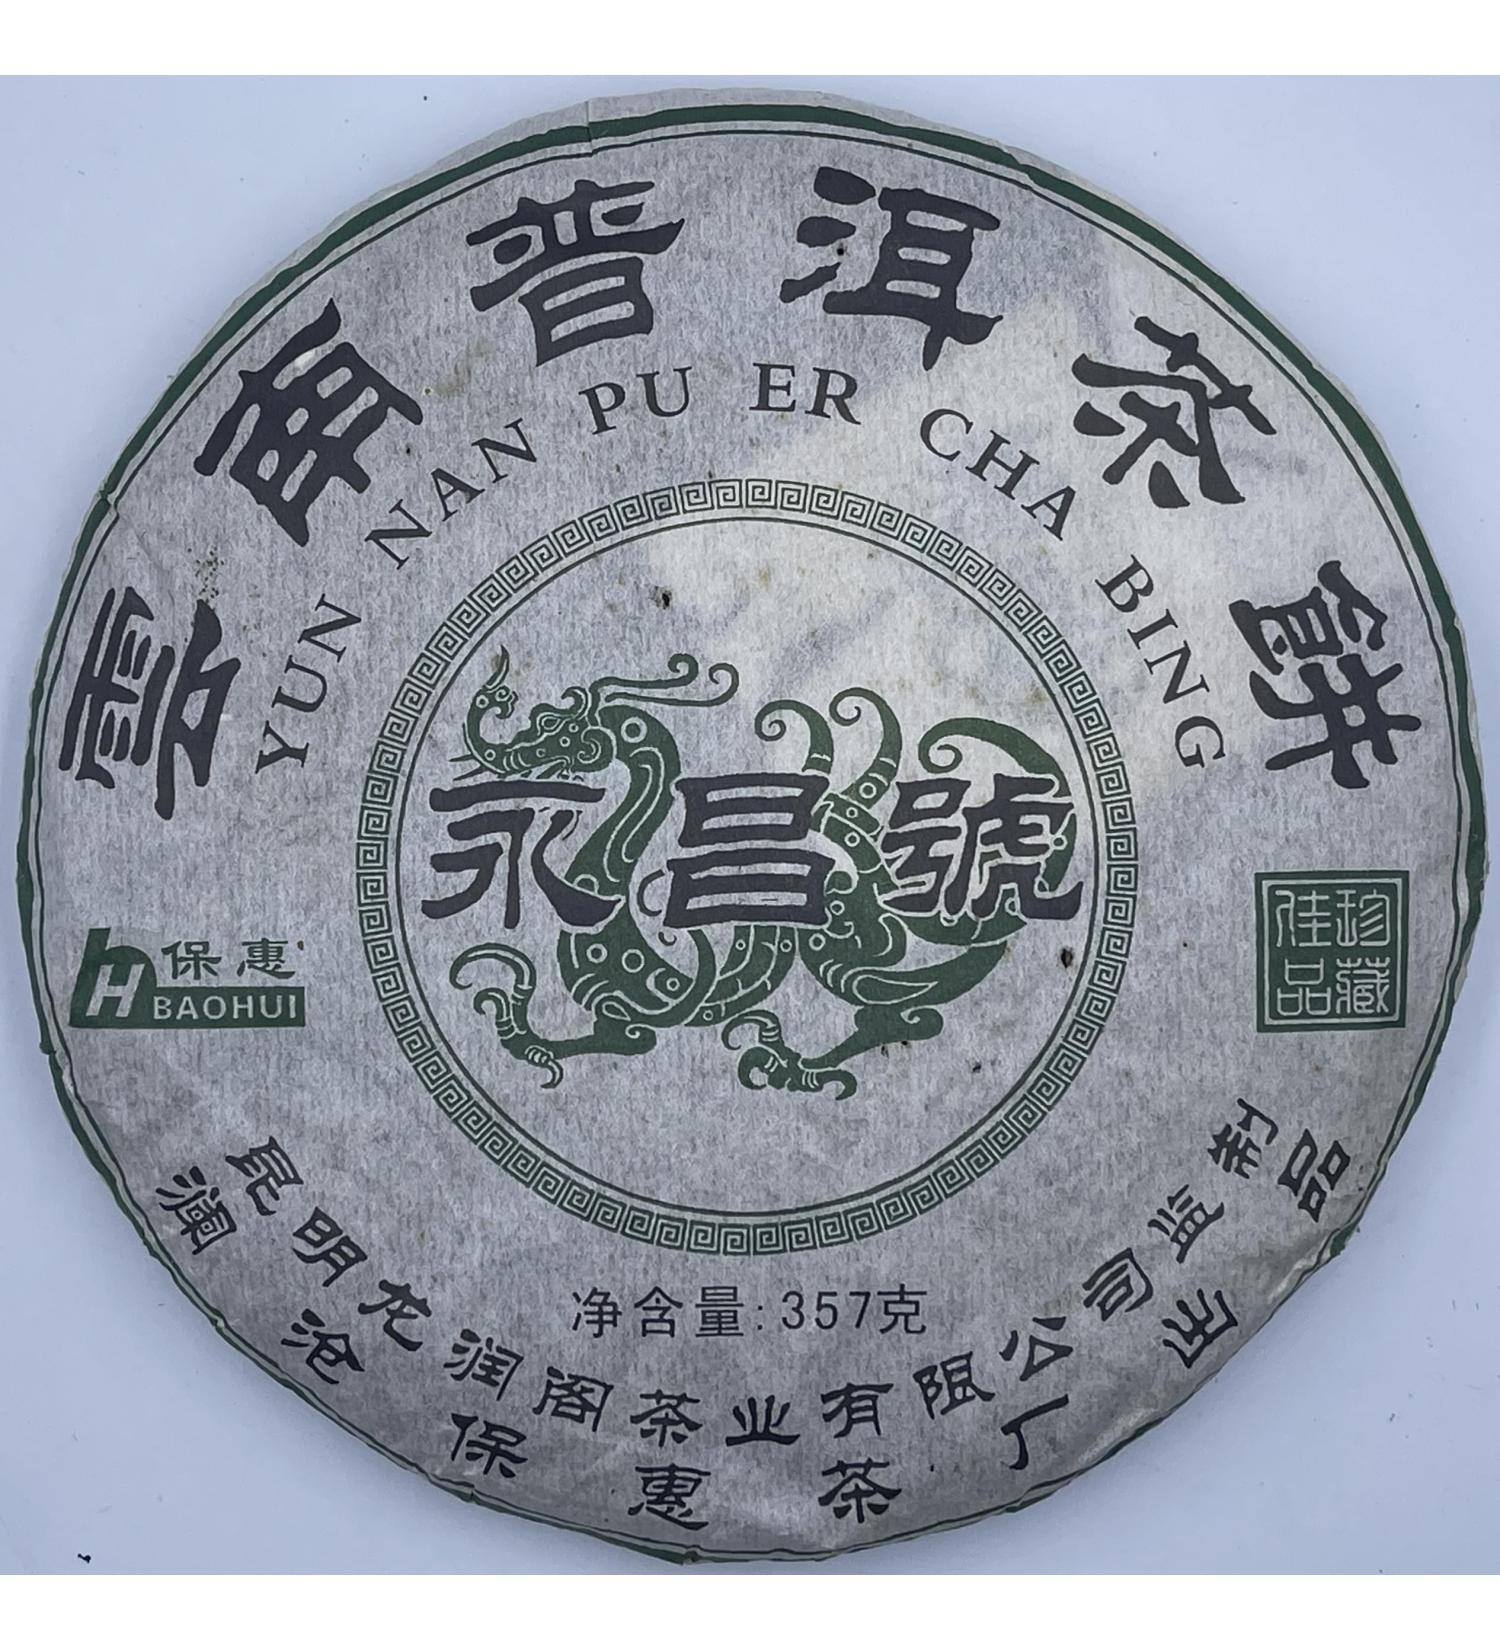 雲南普洱茶餅
YUN NAN PU ER CHA BING
永昌號
保惠
BAOHUI
珍藏
佳品
净含量:357克
昆明龙润阁茶业有限公司监制
澜沧保惠茶厂出品